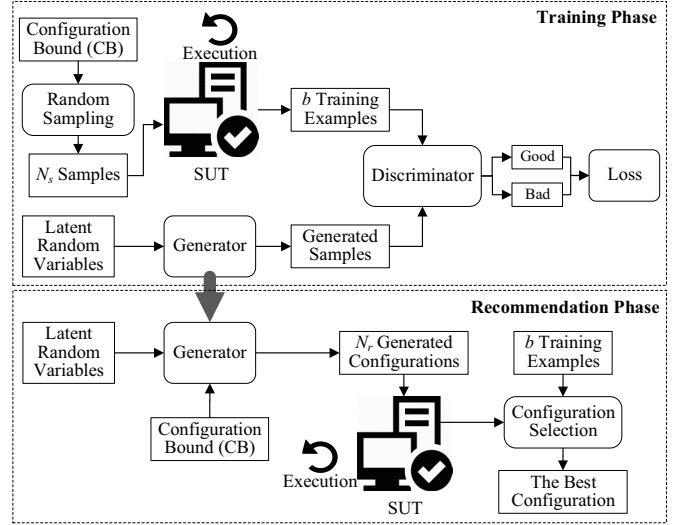 Training Phase
Configuration
Bound (CB)
Execution
Random
Sampling
b Training
Examples
Ns Samples
SUT
Discriminator
Good
Bad
Loss
Latent
Random
Variables
Generator
Generated
Samples
Recommendation Phase
Latent
Random
Variables
Generator
Nr Generated
Configurations
b Training
Examples
Configuration
Bound (CB)
Configuration
Selection
Execution
SUT
The Best
Configuration